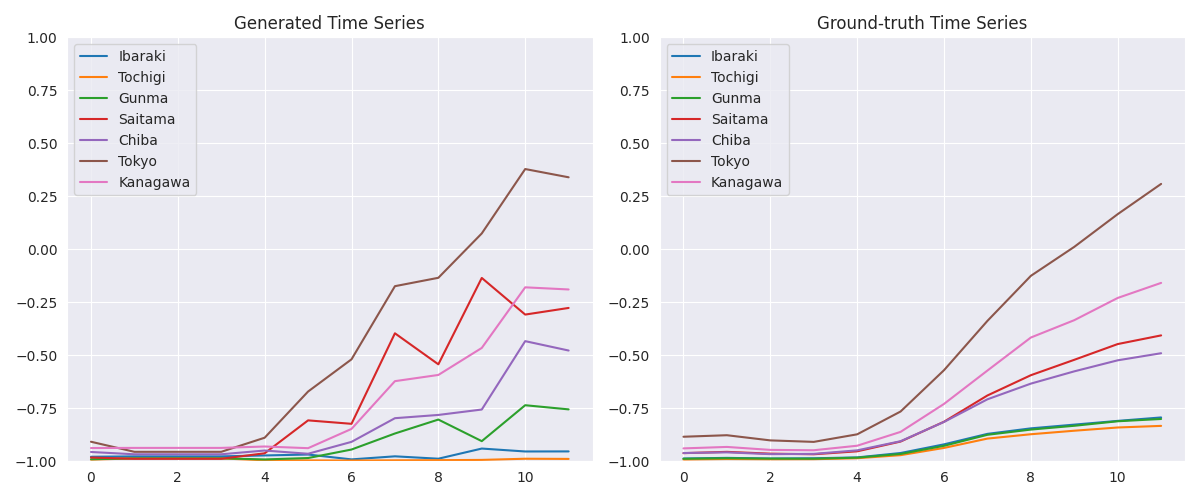 Generated Time Series
1.00
0.75
0.50
0.25
0.00
−0.25
−0.50
−0.75
−1.00
0 2 4 6 8 10
Ibaraki
Tochigi
Gunma
Saitama
Chiba
Tokyo
Kanagawa
Ground-truth Time Series
1.00
0.75
0.50
0.25
0.00
−0.25
−0.50
−0.75
−1.00
0 2 4 6 8 10
Ibaraki
Tochigi
Gunma
Saitama
Chiba
Tokyo
Kanagawa